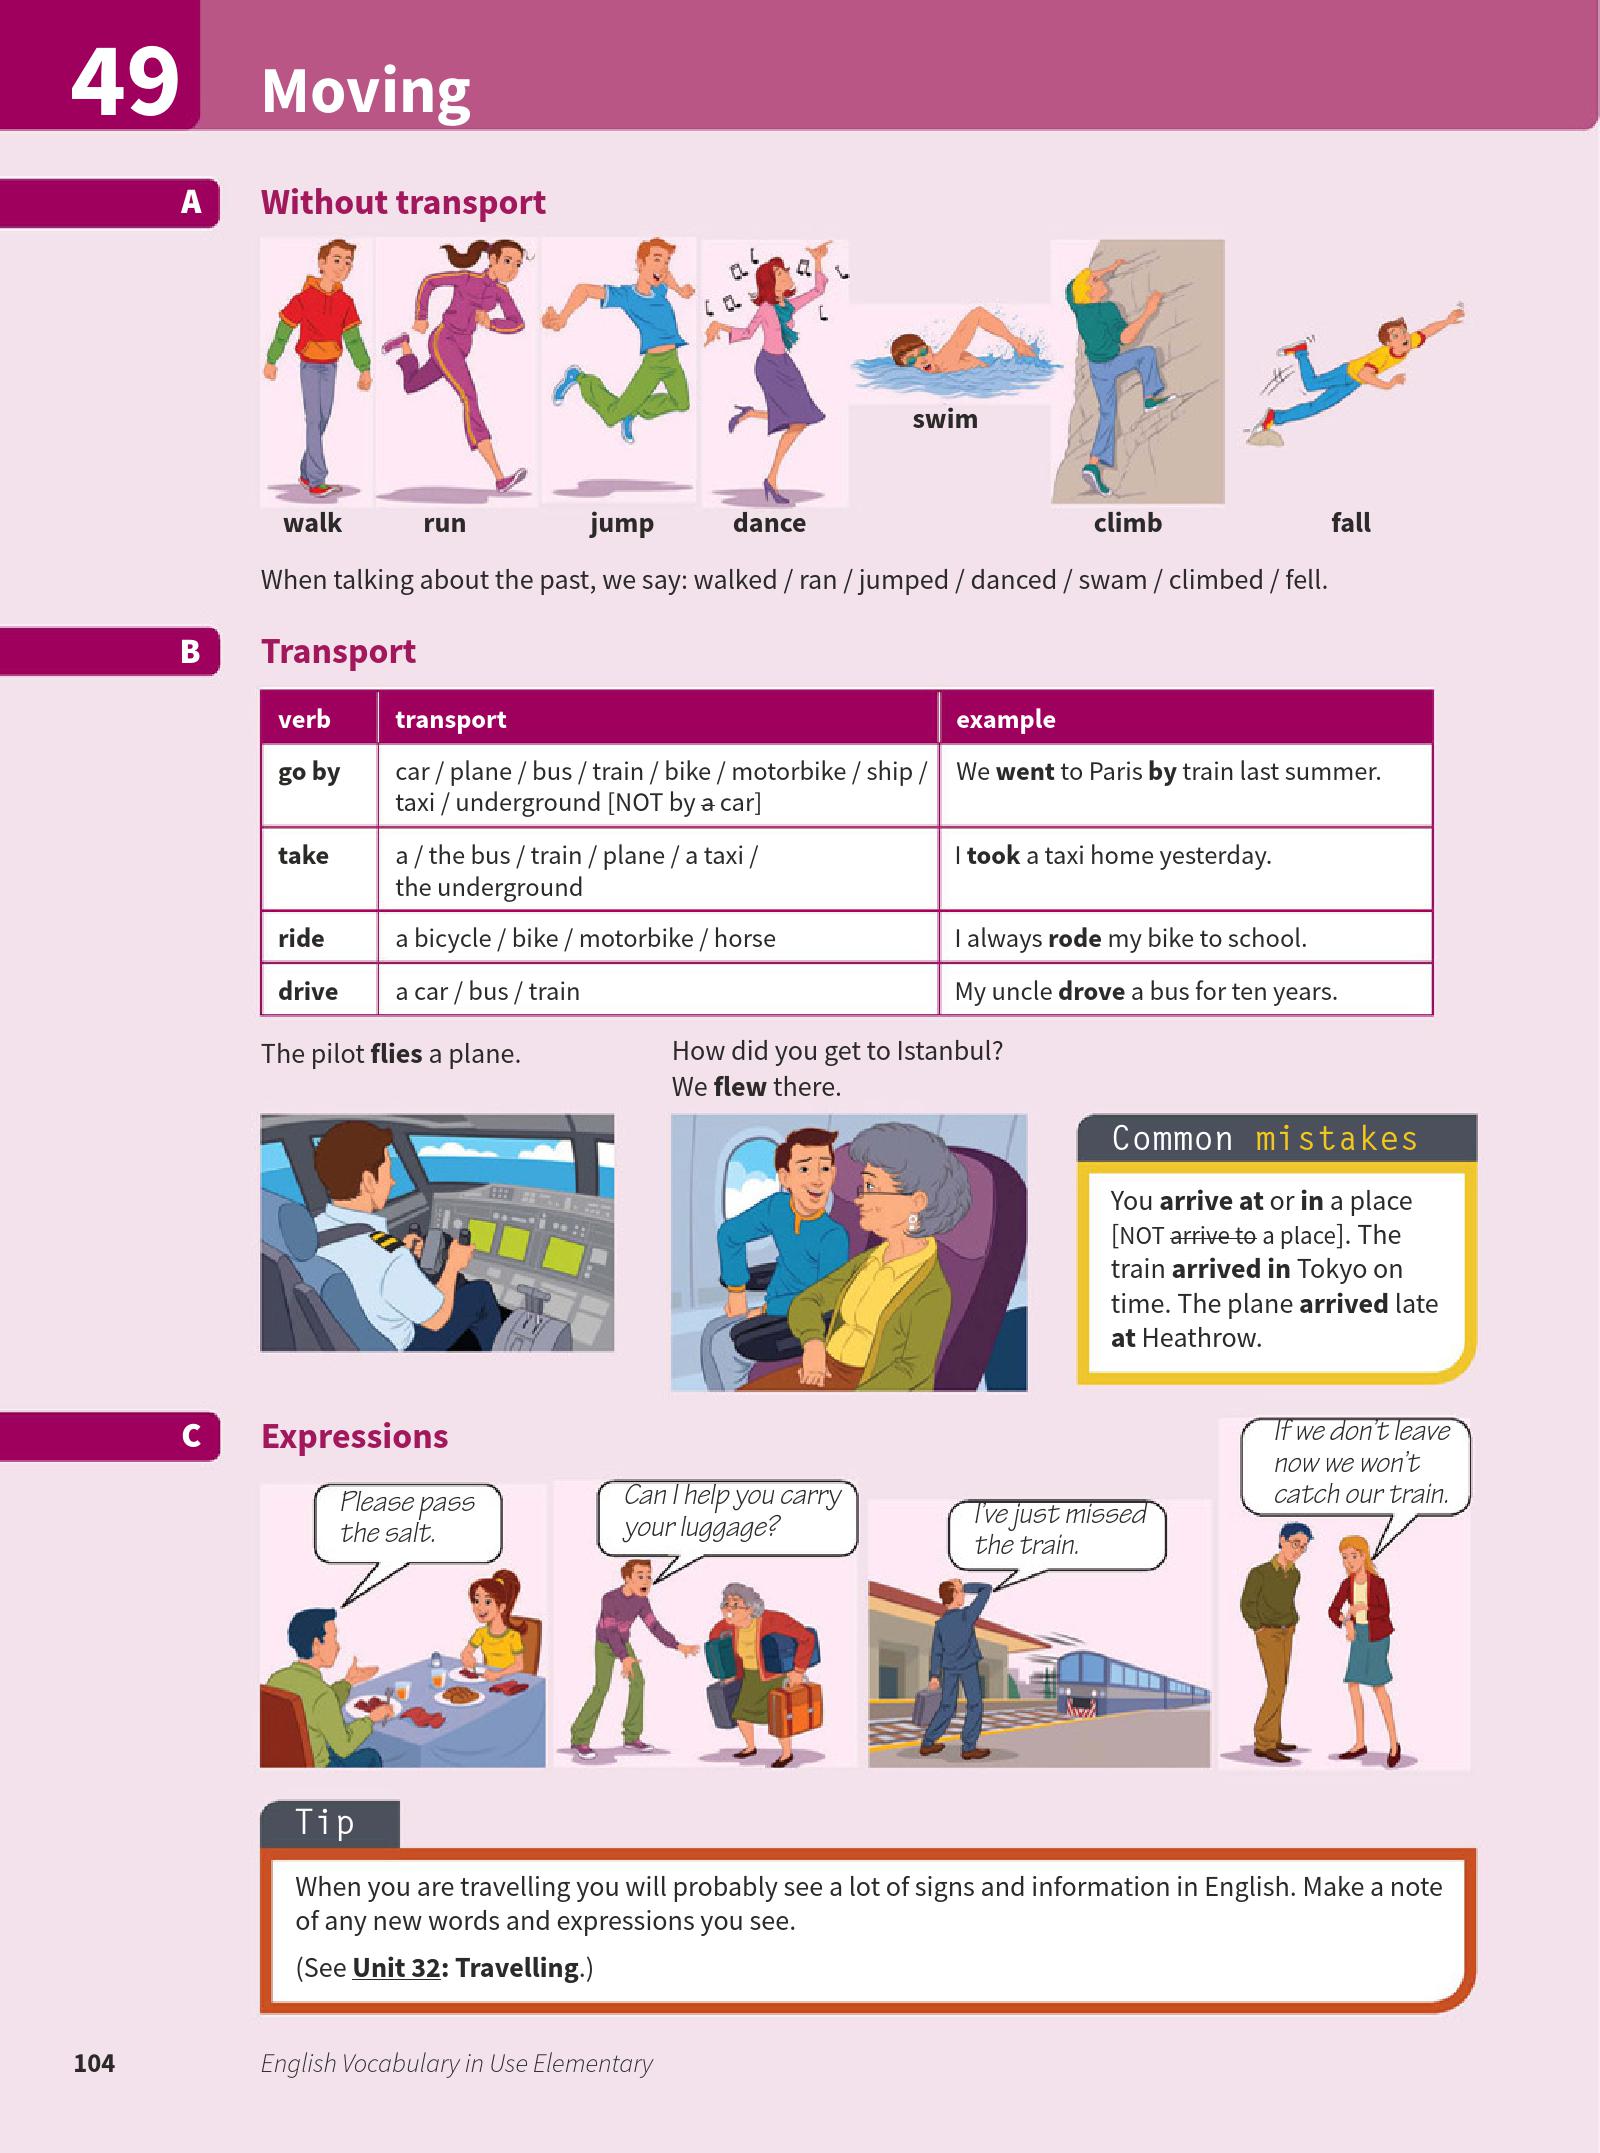 49
Moving
A
Without transport
walk
run
jump
dance
swim
climb
fall
When talking about the past, we say: walked / ran / jumped / danced / swam / climbed / fell.
B
Transport
verb
transport
example
go by
car / plane / bus / train / bike / motorbike / ship /
taxi / underground [NOT by a car]
We went to Paris by train last summer.
take
a / the bus / train / plane / a taxi /
the underground
I took a taxi home yesterday.
ride
a bicycle / bike / motorbike / horse
I always rode my bike to school.
drive
a car / bus / train
My uncle drove a bus for ten years.
The pilot flies a plane.
How did you get to Istanbul?
We flew there.
Common mistakes
You arrive at or in a place
[NOT arrive to a place]. The
train arrived in Tokyo on
time. The plane arrived late
at Heathrow.
C
Expressions
Please pass
the salt.
Can I help you carry
your luggage?
I've just missed
the train.
If we don't leave
now we won't
catch our train.
Tip
When you are travelling you will probably see a lot of signs and information in English. Make a note
of any new words and expressions you see.
(See Unit 32: Travelling.)
104
English Vocabulary in Use Elementary